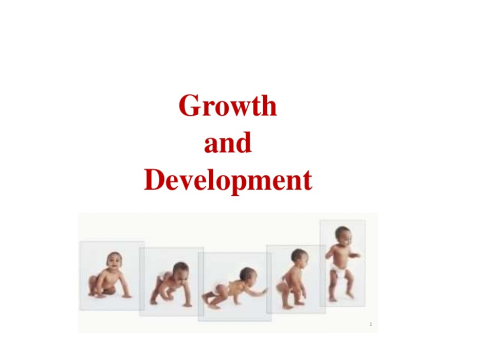 Growth
and
Development
1